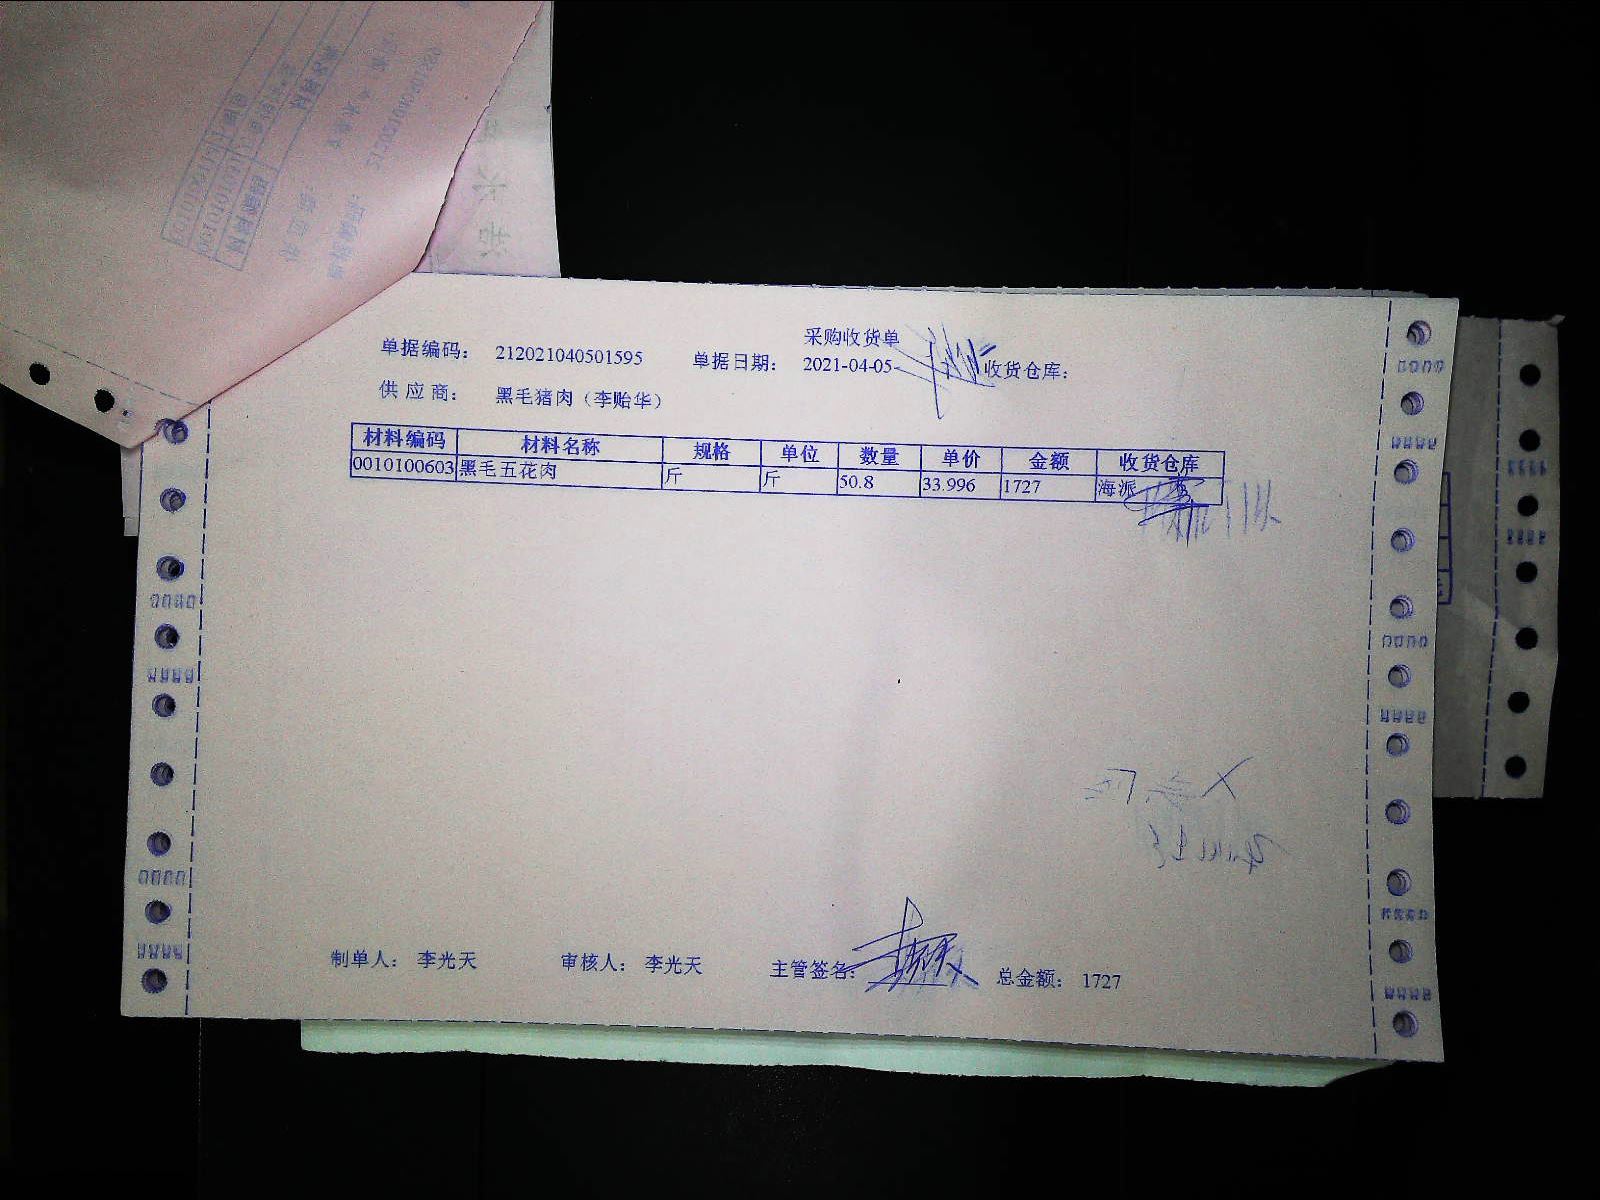 采购收货单
单据编码： 212021040501595 单据日期： 2021-04-05 收货仓库：
供 应 商： 黑毛猪肉（李贻华）
材料编码 材料名称 规格 单位 数量 单价 金额 收货仓库
0010100603 黑毛五花肉 斤 斤 50.8 33.996 1727 海派
制单人： 李光天 审核人： 李光天 主管签名： 总金额： 1727